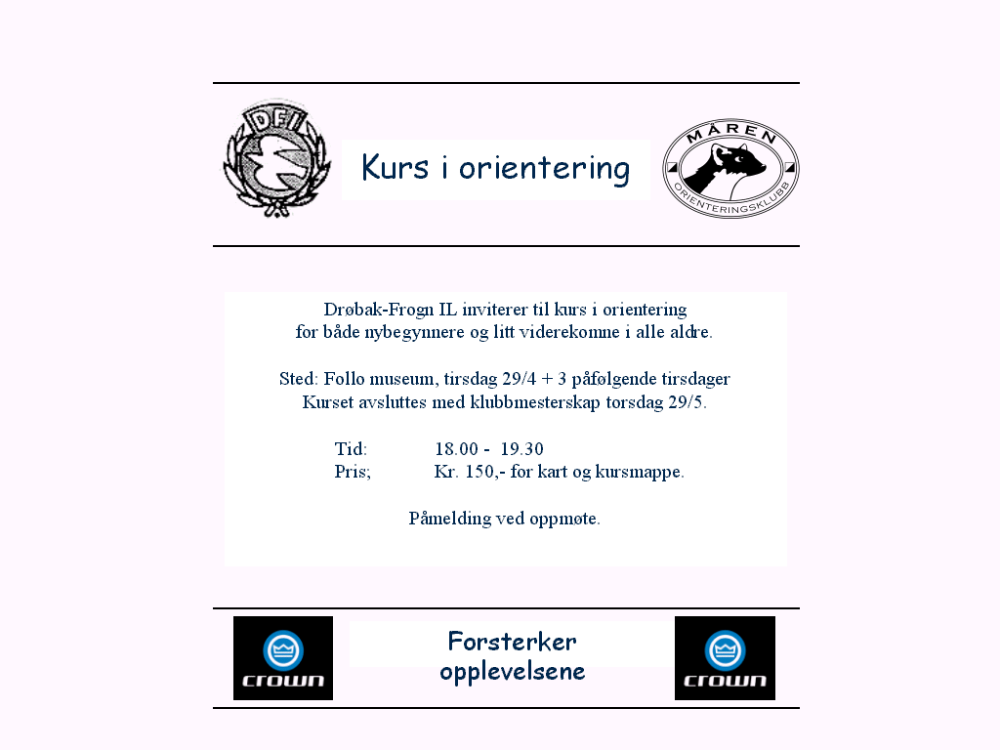 DFI
Kurs i orientering
MÅREN
ORIENTERINGSKLUBB
Drøbak-Frogn IL inviterer til kurs i orientering
for både nybegynnere og litt viderekomne i alle aldre.
Sted: Follo museum, tirsdag 29/4 + 3 påfølgende tirsdager
Kurset avsluttes med klubbmesterskap torsdag 29/5.
Tid: 18.00 - 19.30
Pris; Kr. 150,- for kart og kursmappe.
Påmelding ved oppmøte.
crown
Forsterker
opplevelsene
crown